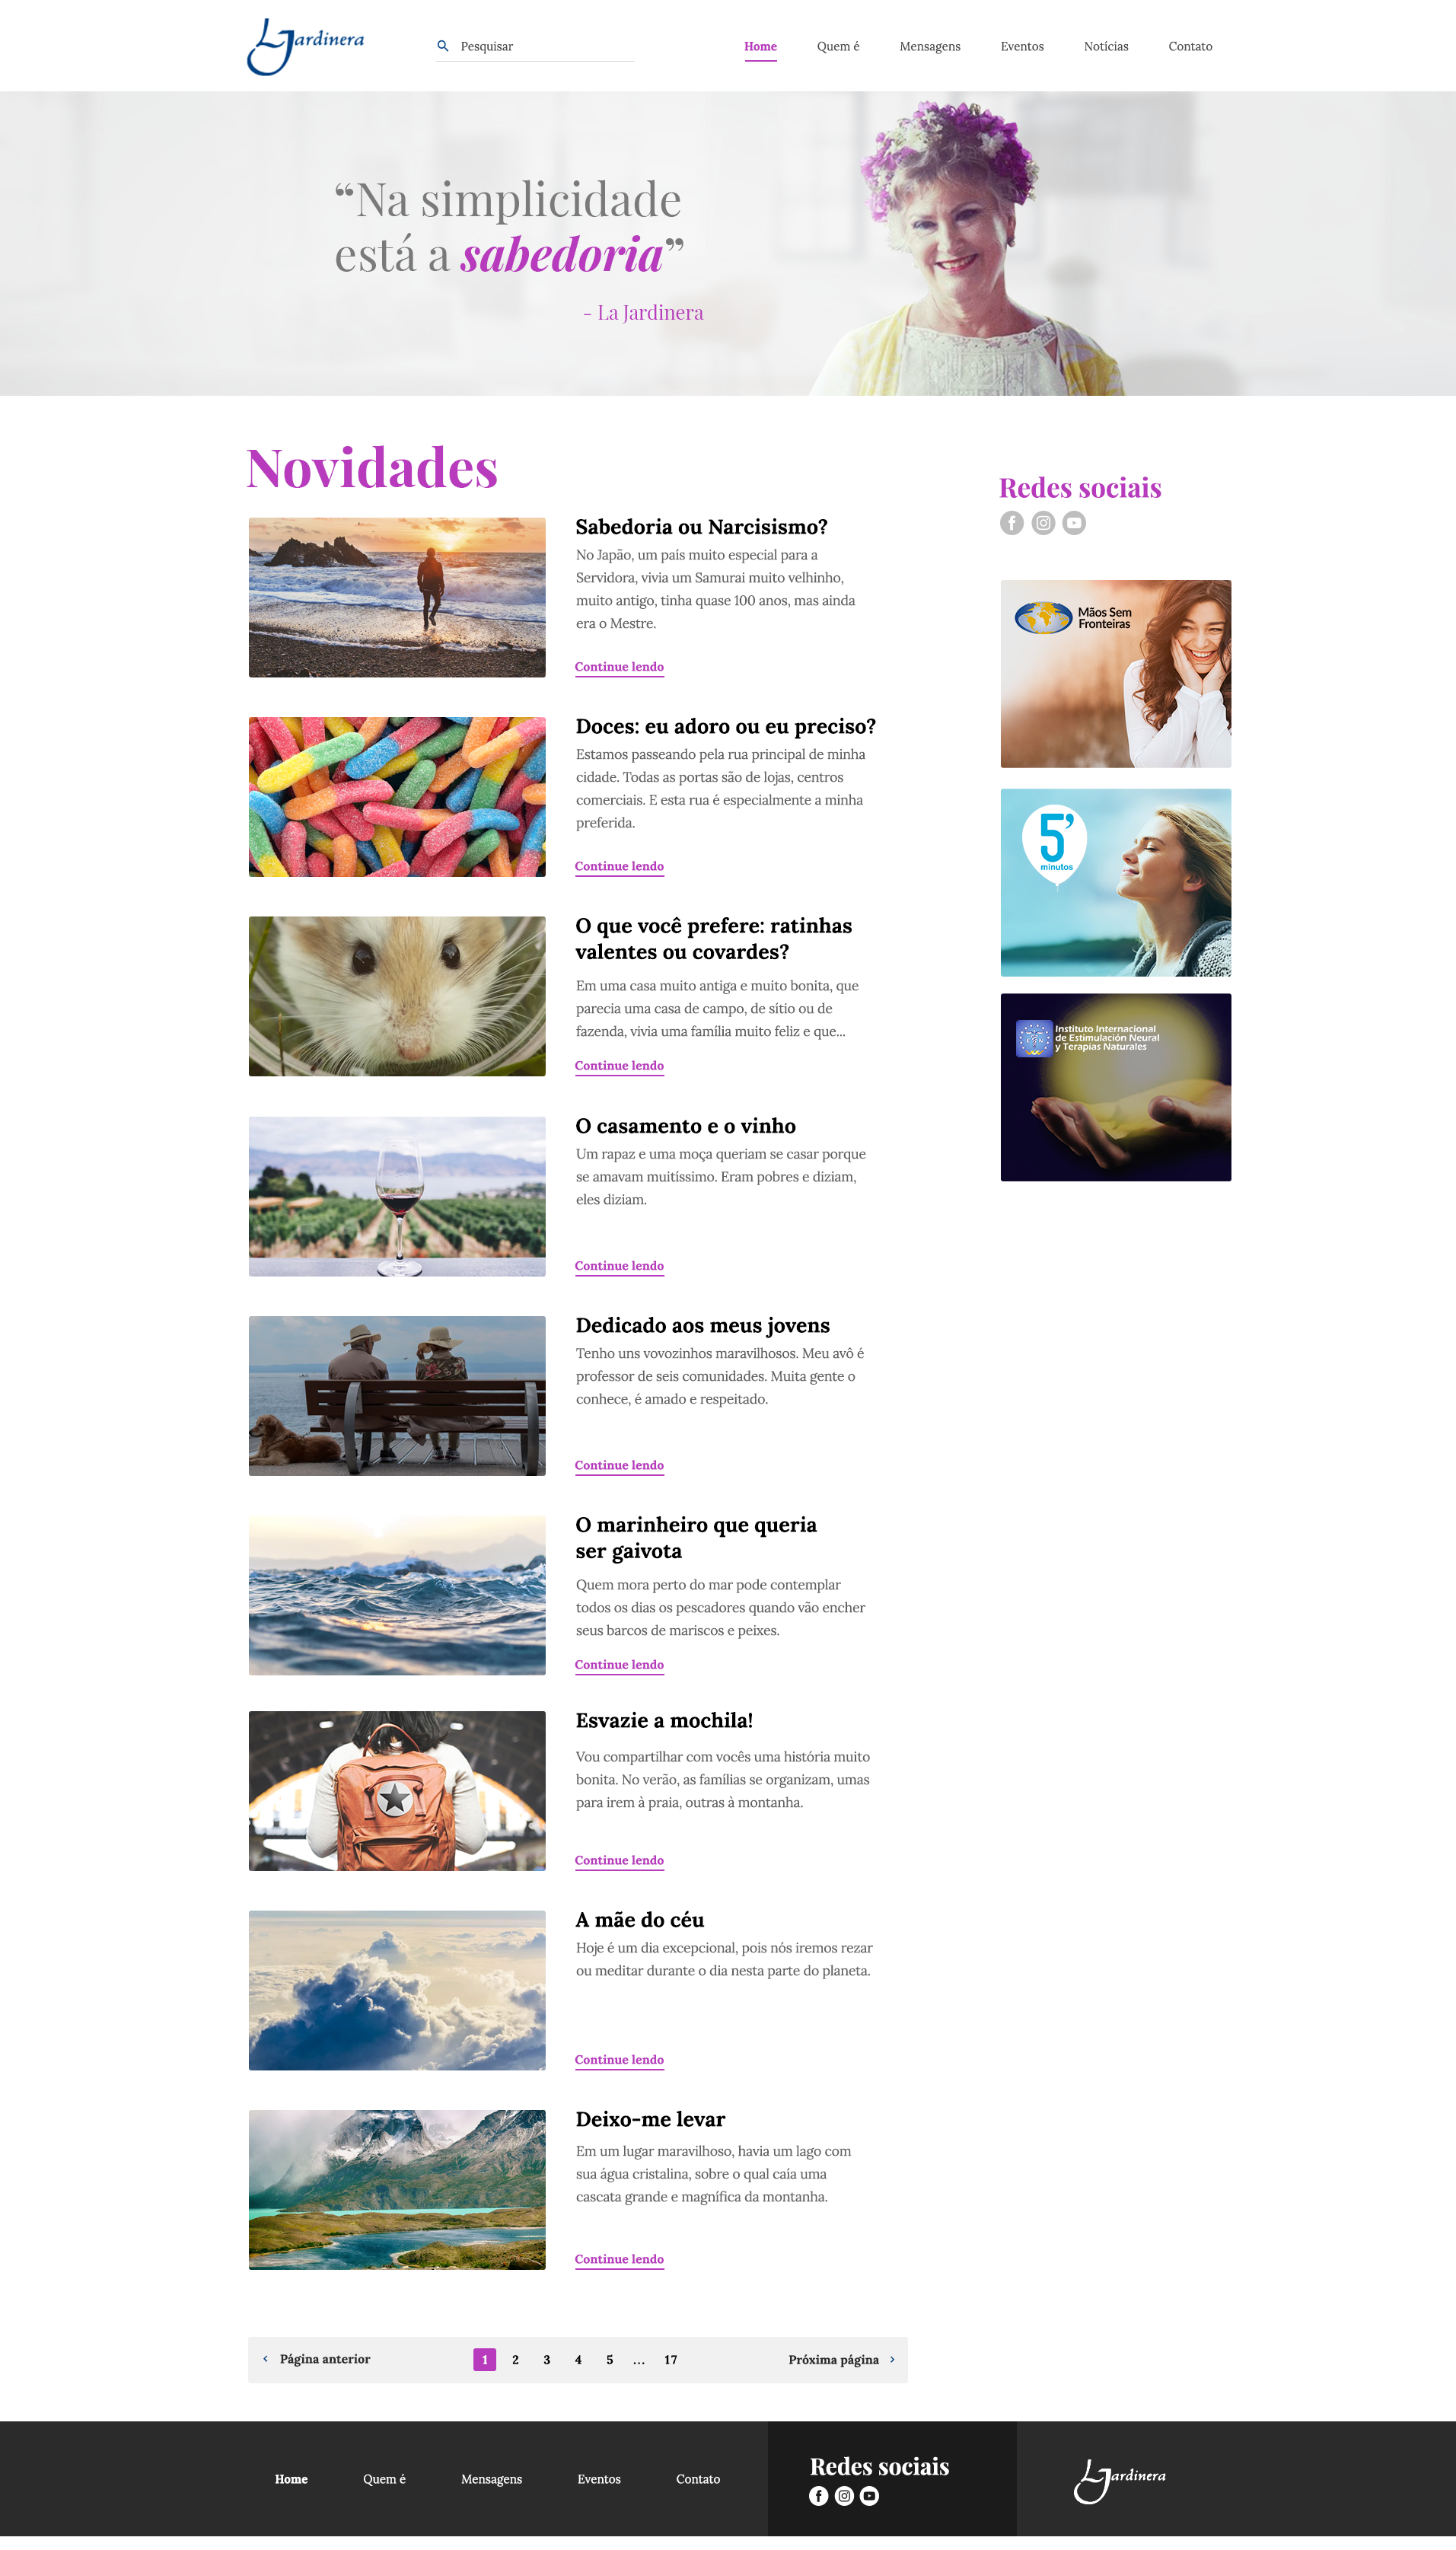 LJardinera
Pesquisar
Home
Quem é
Mensagens
Eventos
Notícias
Contato
“Na simplicidade
está a sabedoria”
- La Jardinera
Novidades
Sabedoria ou Narcisismo?
No Japão, um país muito especial para a
Servidora, vivia um Samurai muito velhinho,
muito antigo, tinha quase 100 anos, mas ainda
era o Mestre.
Continue lendo
Doces: eu adoro ou eu preciso?
Estamos passeando pela rua principal de minha
cidade. Todas as portas são de lojas, centros
comerciais. E esta rua é especialmente a minha
preferida.
Continue lendo
O que você prefere: ratinhas
valentes ou covardes?
Em uma casa muito antiga e muito bonita, que
parecia uma casa de campo, de sítio ou de
fazenda, vivia uma família muito feliz e que...
Continue lendo
O casamento e o vinho
Um rapaz e uma moça queriam se casar porque
se amavam muitíssimo. Eram pobres e diziam,
eles diziam.
Continue lendo
Dedicado aos meus jovens
Tenho uns vovozinhos maravilhosos. Meu avô é
professor de seis comunidades. Muita gente o
conhece, é amado e respeitado.
Continue lendo
O marinheiro que queria
ser gaivota
Quem mora perto do mar pode contemplar
todos os dias os pescadores quando vão encher
seus barcos de mariscos e peixes.
Continue lendo
Esvazie a mochila!
Vou compartilhar com vocês uma história muito
bonita. No verão, as famílias se organizam, umas
para irem à praia, outras à montanha.
Continue lendo
A mãe do céu
Hoje é um dia excepcional, pois nós iremos rezar
ou meditar durante o dia nesta parte do planeta.
Continue lendo
Deixo-me levar
Em um lugar maravilhoso, havia um lago com
sua água cristalina, sobre o qual caía uma
cascata grande e magnífica da montanha.
Continue lendo
Página anterior
1 2 3 4 5 ... 17
Próxima página
Redes sociais
Mãos Sem
Fronteiras
5’
minutos
Instituto Internacional
de Estimulación Neural
y Terapias Naturales
Home
Quem é
Mensagens
Eventos
Contato
Redes sociais
LJardinera